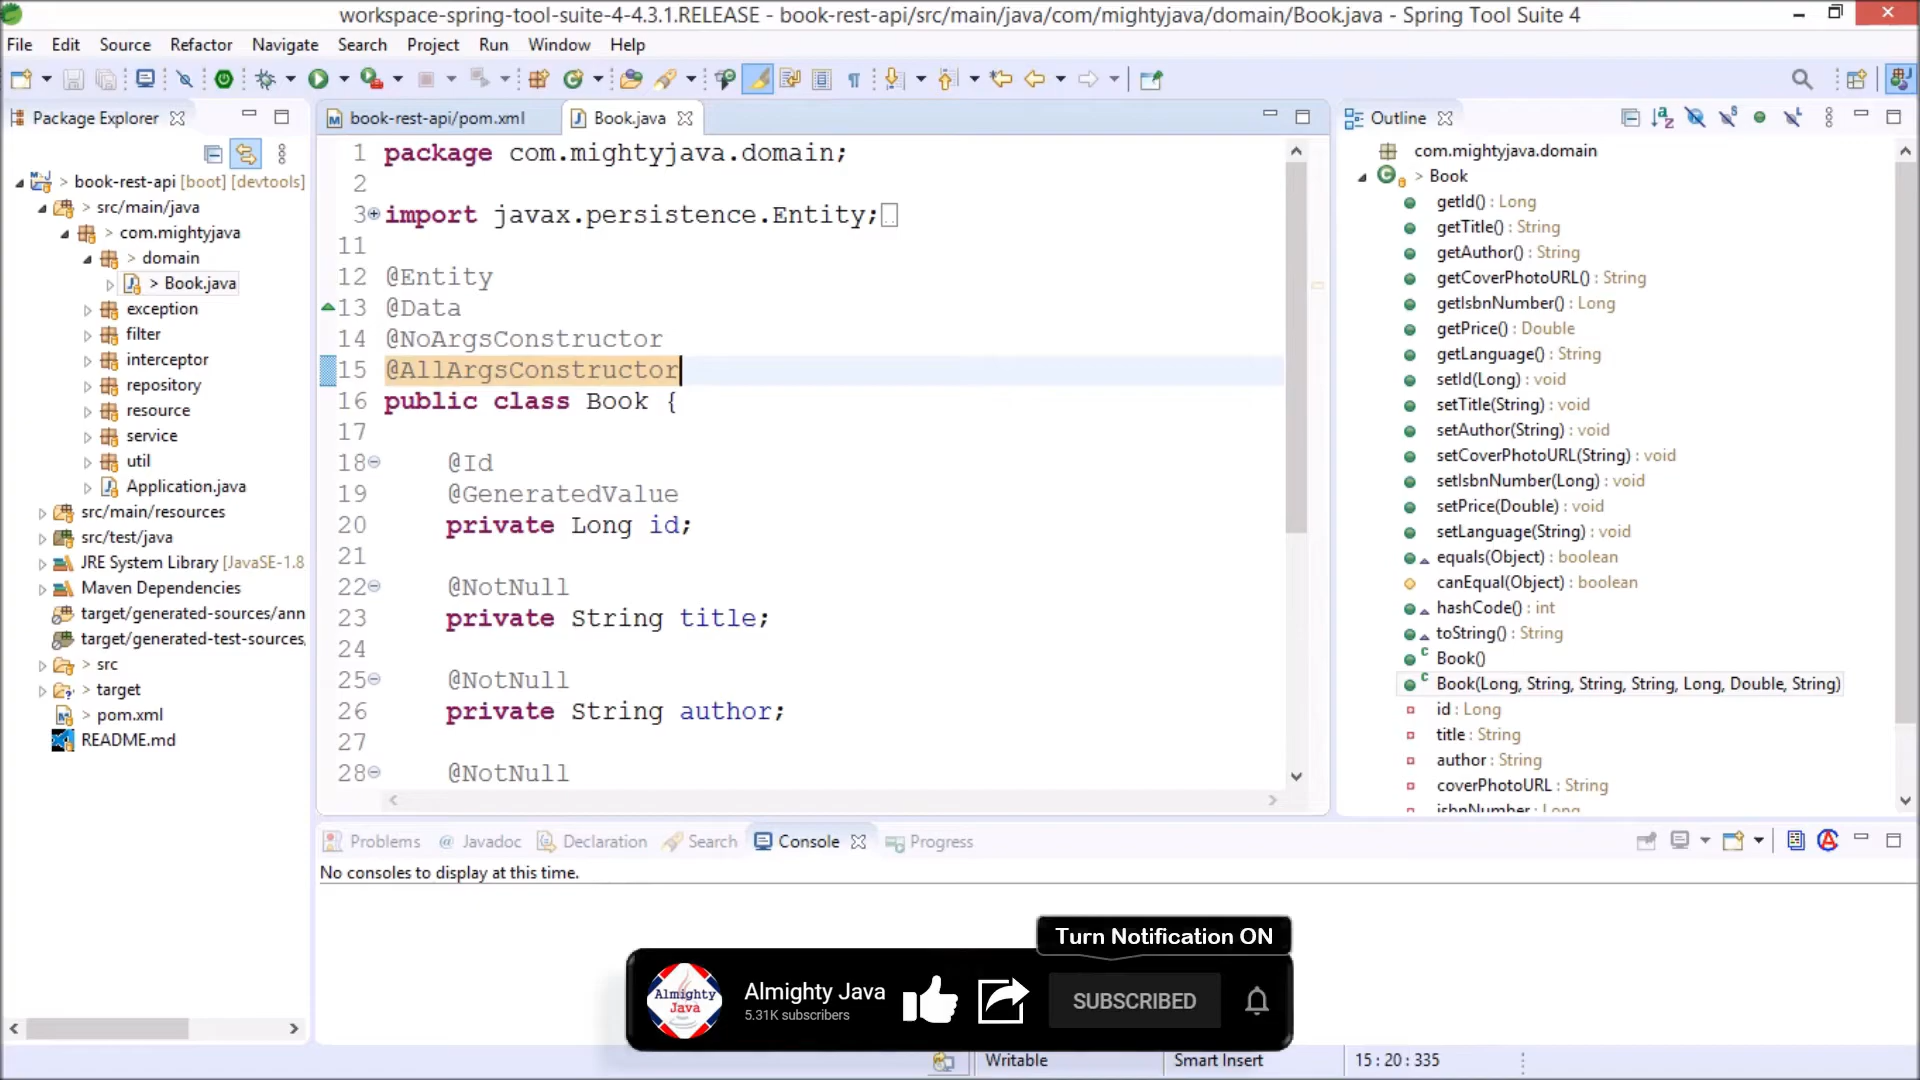 workspace-spring-tool-suite-4-4.3.1.RELEASE - book-rest-api/src/main/java/com/mightyjava/domain/Book.java - Spring Tool Suite 4
File Edit Source Refactor Navigate Search Project Run Window Help
Package Explorer
book-rest-api/pom.xml
Book.java
Outline
> book-rest-api [boot] [devtools]
> src/main/java
> com.mightyjava
> domain
> Book.java
exception
filter
interceptor
repository
resource
service
util
Application.java
src/main/resources
src/test/java
JRE System Library [JavaSE-1.8
Maven Dependencies
target/generated-sources/ann
target/generated-test-sources,
> src
> target
> pom.xml
README.md
1 package com.mightyjava.domain;
2
3 import javax.persistence.Entity;
11
12 @Entity
13 @Data
14 @NoArgsConstructor
15 @AllArgsConstructor
16 public class Book {
17
18 @Id
19 @GeneratedValue
20 private Long id;
21
22 @NotNull
23 private String title;
24
25 @NotNull
26 private String author;
27
28 @NotNull
com.mightyjava.domain
> Book
getId() : Long
getTitle() : String
getAuthor() : String
getCoverPhotoURL() : String
getIsbnNumber() : Long
getPrice() : Double
getLanguage() : String
setId(Long) : void
setTitle(String) : void
setAuthor(String) : void
setCoverPhotoURL(String) : void
setIsbnNumber(Long) : void
setPrice(Double) : void
setLanguage(String) : void
equals(Object) : boolean
canEqual(Object) : boolean
hashCode() : int
toString() : String
Book()
Book(Long, String, String, String, Long, Double, String)
id : Long
title : String
author : String
coverPhotoURL : String
isbnNumber : Long
Problems @ Javadoc Declaration Search Console Progress
No consoles to display at this time.
Turn Notification ON
Almighty Java
Almighty Java
5.31K subscribers
SUBSCRIBED
Writable Smart Insert 15 : 20 : 335